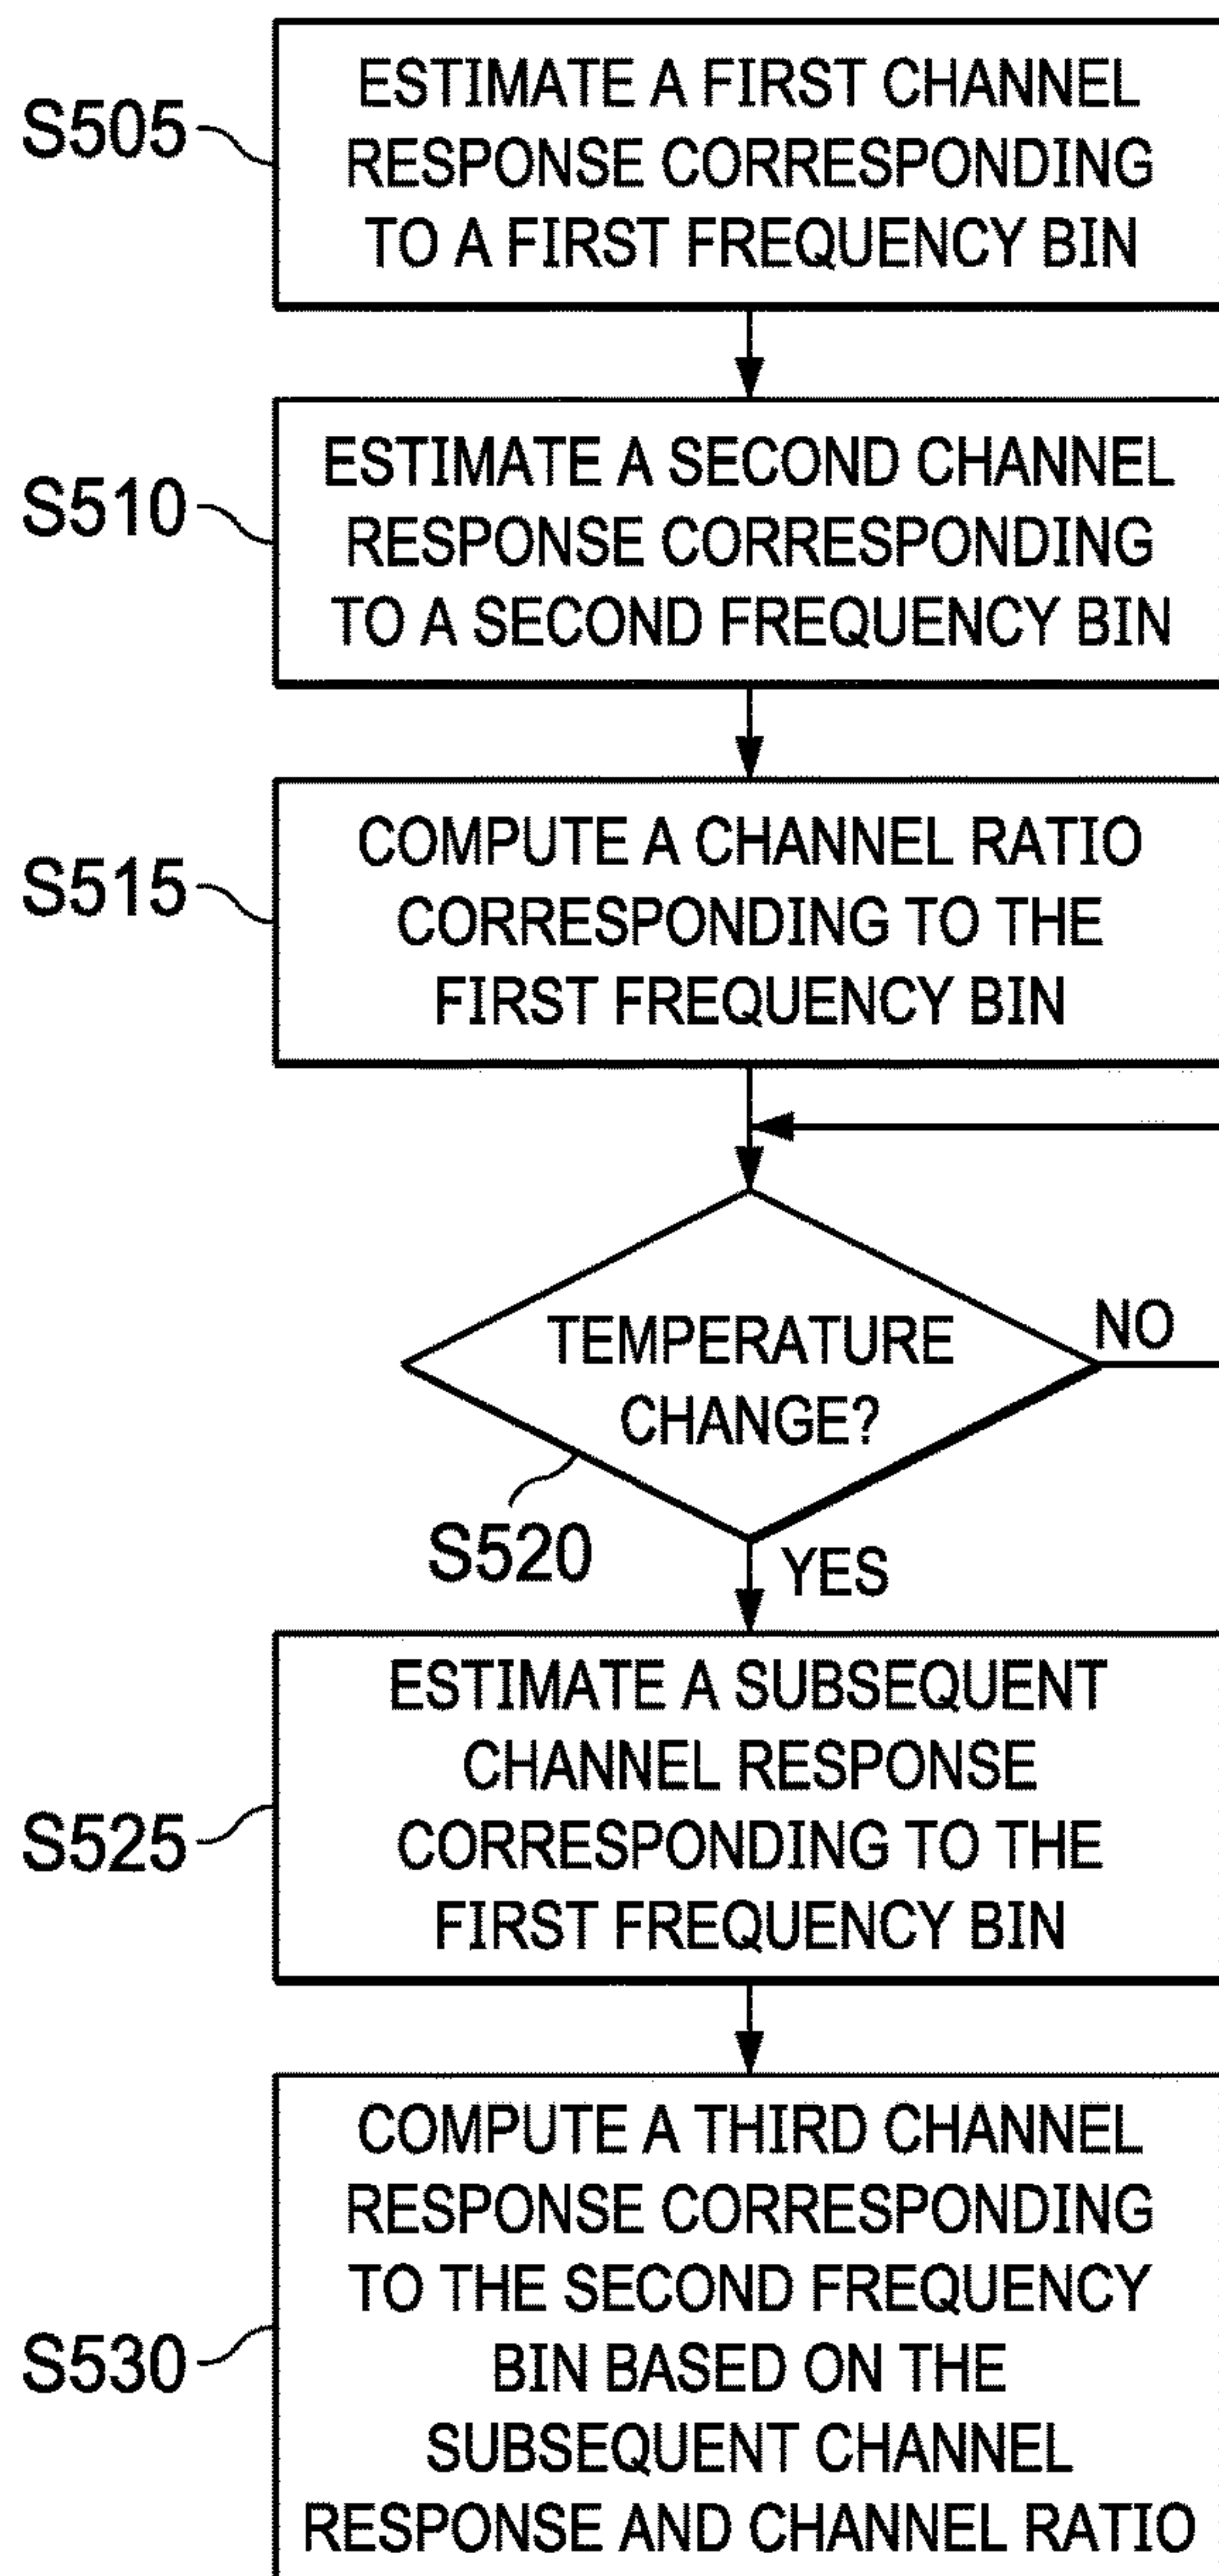 S505
ESTIMATE A FIRST CHANNEL
RESPONSE CORRESPONDING
TO A FIRST FREQUENCY BIN
S510
ESTIMATE A SECOND CHANNEL
RESPONSE CORRESPONDING
TO A SECOND FREQUENCY BIN
S515
COMPUTE A CHANNEL RATIO
CORRESPONDING TO THE
FIRST FREQUENCY BIN
TEMPERATURE
CHANGE?
NO
S520
YES
S525
ESTIMATE A SUBSEQUENT
CHANNEL RESPONSE
CORRESPONDING TO THE
FIRST FREQUENCY BIN
S530
COMPUTE A THIRD CHANNEL
RESPONSE CORRESPONDING
TO THE SECOND FREQUENCY
BIN BASED ON THE
SUBSEQUENT CHANNEL
RESPONSE AND CHANNEL RATIO